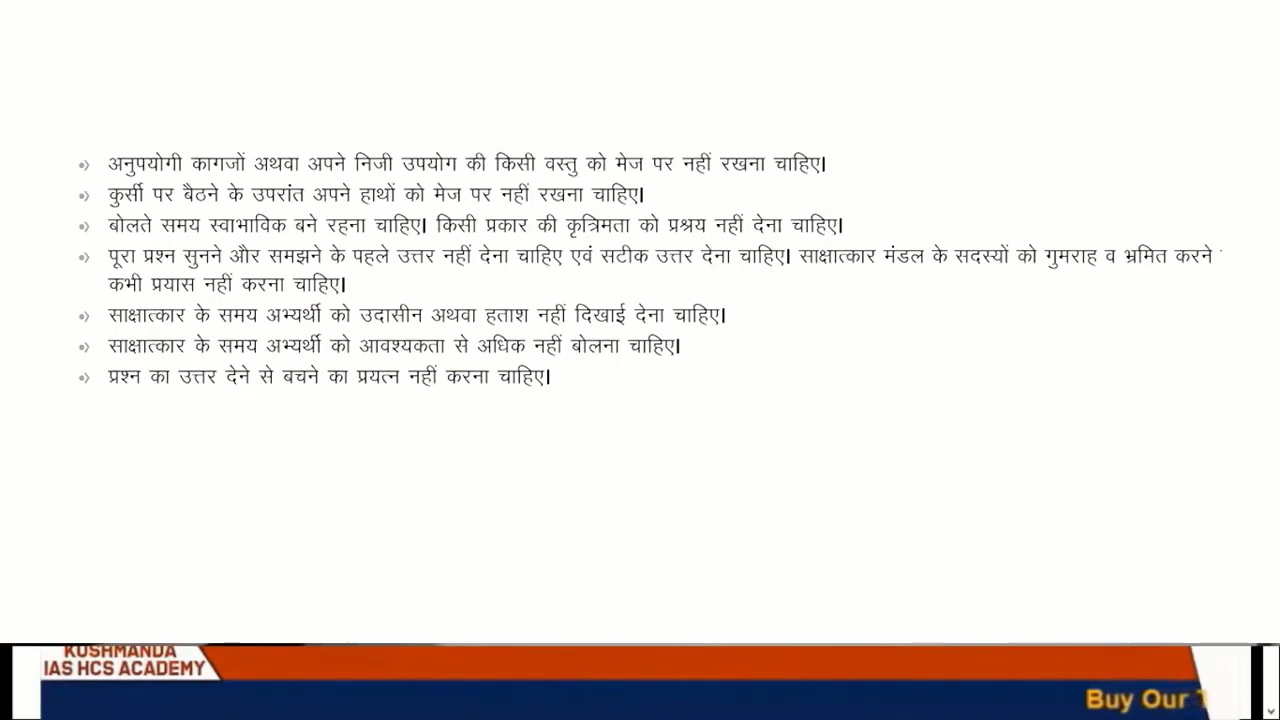 अनुपयोगी कागजों अथवा अपने निजी उपयोग की किसी वस्तु को मेज पर नहीं रखना चाहिए।
कुर्सी पर बैठने के उपरांत अपने हाथों को मेज पर नहीं रखना चाहिए।
बोलते समय स्वाभाविक बने रहना चाहिए। किसी प्रकार की कृत्रिमता को प्रश्रय नहीं देना चाहिए।
पूरा प्रश्न सुनने और समझने के पहले उत्तर नहीं देना चाहिए एवं सटीक उत्तर देना चाहिए। साक्षात्कार मंडल के सदस्यों को गुमराह व भ्रमित करने
कभी प्रयास नहीं करना चाहिए।
साक्षात्कार के समय अभ्यर्थी को उदासीन अथवा हताश नहीं दिखाई देना चाहिए।
साक्षात्कार के समय अभ्यर्थी को आवश्यकता से अधिक नहीं बोलना चाहिए।
प्रश्न का उत्तर देने से बचने का प्रयत्न नहीं करना चाहिए।
KUSHMANDA
IAS HCS ACADEMY
Buy Our